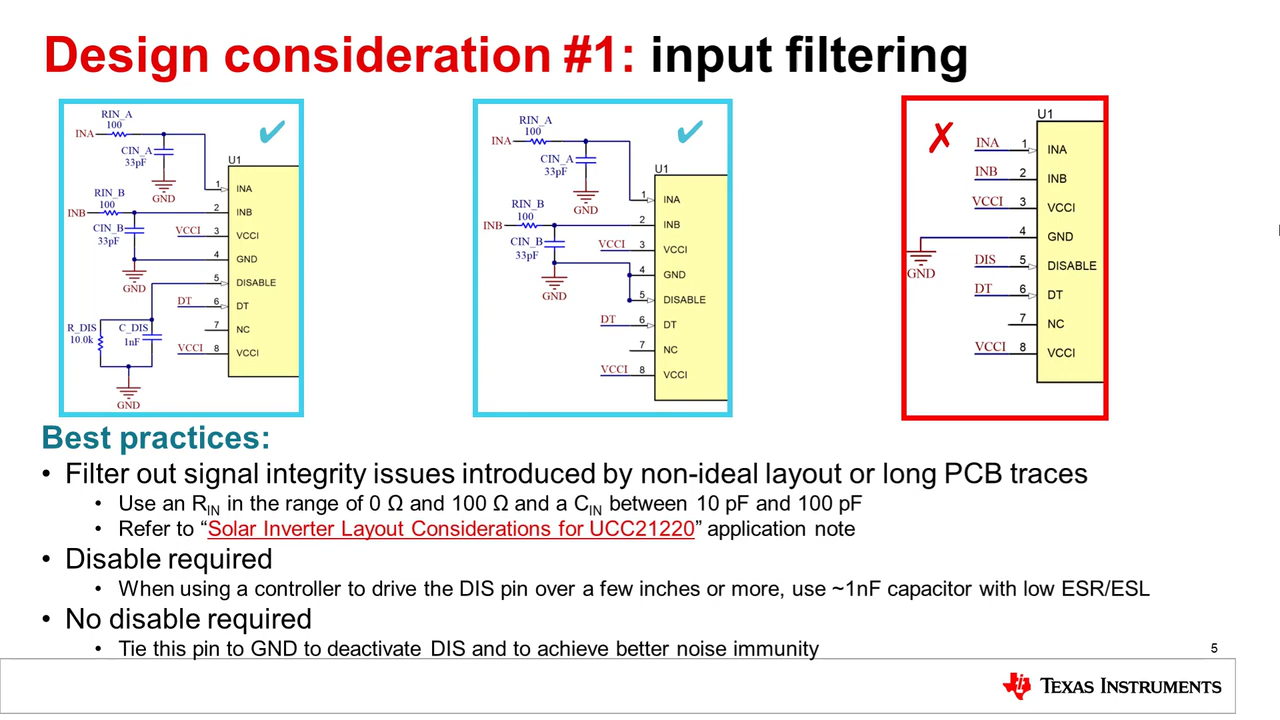 Design consideration #1: input filtering
RIN_A
100
INA
CIN_A
33pF
GND
RIN_B
100
INB
CIN_B
33pF
GND
VCCI
DT
VCCI
R_DIS
10.0k
C_DIS
1nF
GND
U1
1 INA
2 INB
3 VCCI
4 GND
5 DISABLE
6 DT
7 NC
8 VCCI
RIN_A
100
INA
CIN_A
33pF
GND
RIN_B
100
INB
CIN_B
33pF
GND
VCCI
DT
VCCI
U1
1 INA
2 INB
3 VCCI
4 GND
5 DISABLE
6 DT
7 NC
8 VCCI
U1
INA 1 INA
INB 2 INB
VCCI 3 VCCI
4 GND
GND
DIS 5 DISABLE
DT 6 DT
7 NC
VCCI 8 VCCI
Best practices:
• Filter out signal integrity issues introduced by non-ideal layout or long PCB traces
• Use an RIN in the range of 0 Ω and 100 Ω and a CIN between 10 pF and 100 pF
• Refer to “Solar Inverter Layout Considerations for UCC21220” application note
• Disable required
• When using a controller to drive the DIS pin over a few inches or more, use ~1nF capacitor with low ESR/ESL
• No disable required
• Tie this pin to GND to deactivate DIS and to achieve better noise immunity
5
TEXAS INSTRUMENTS